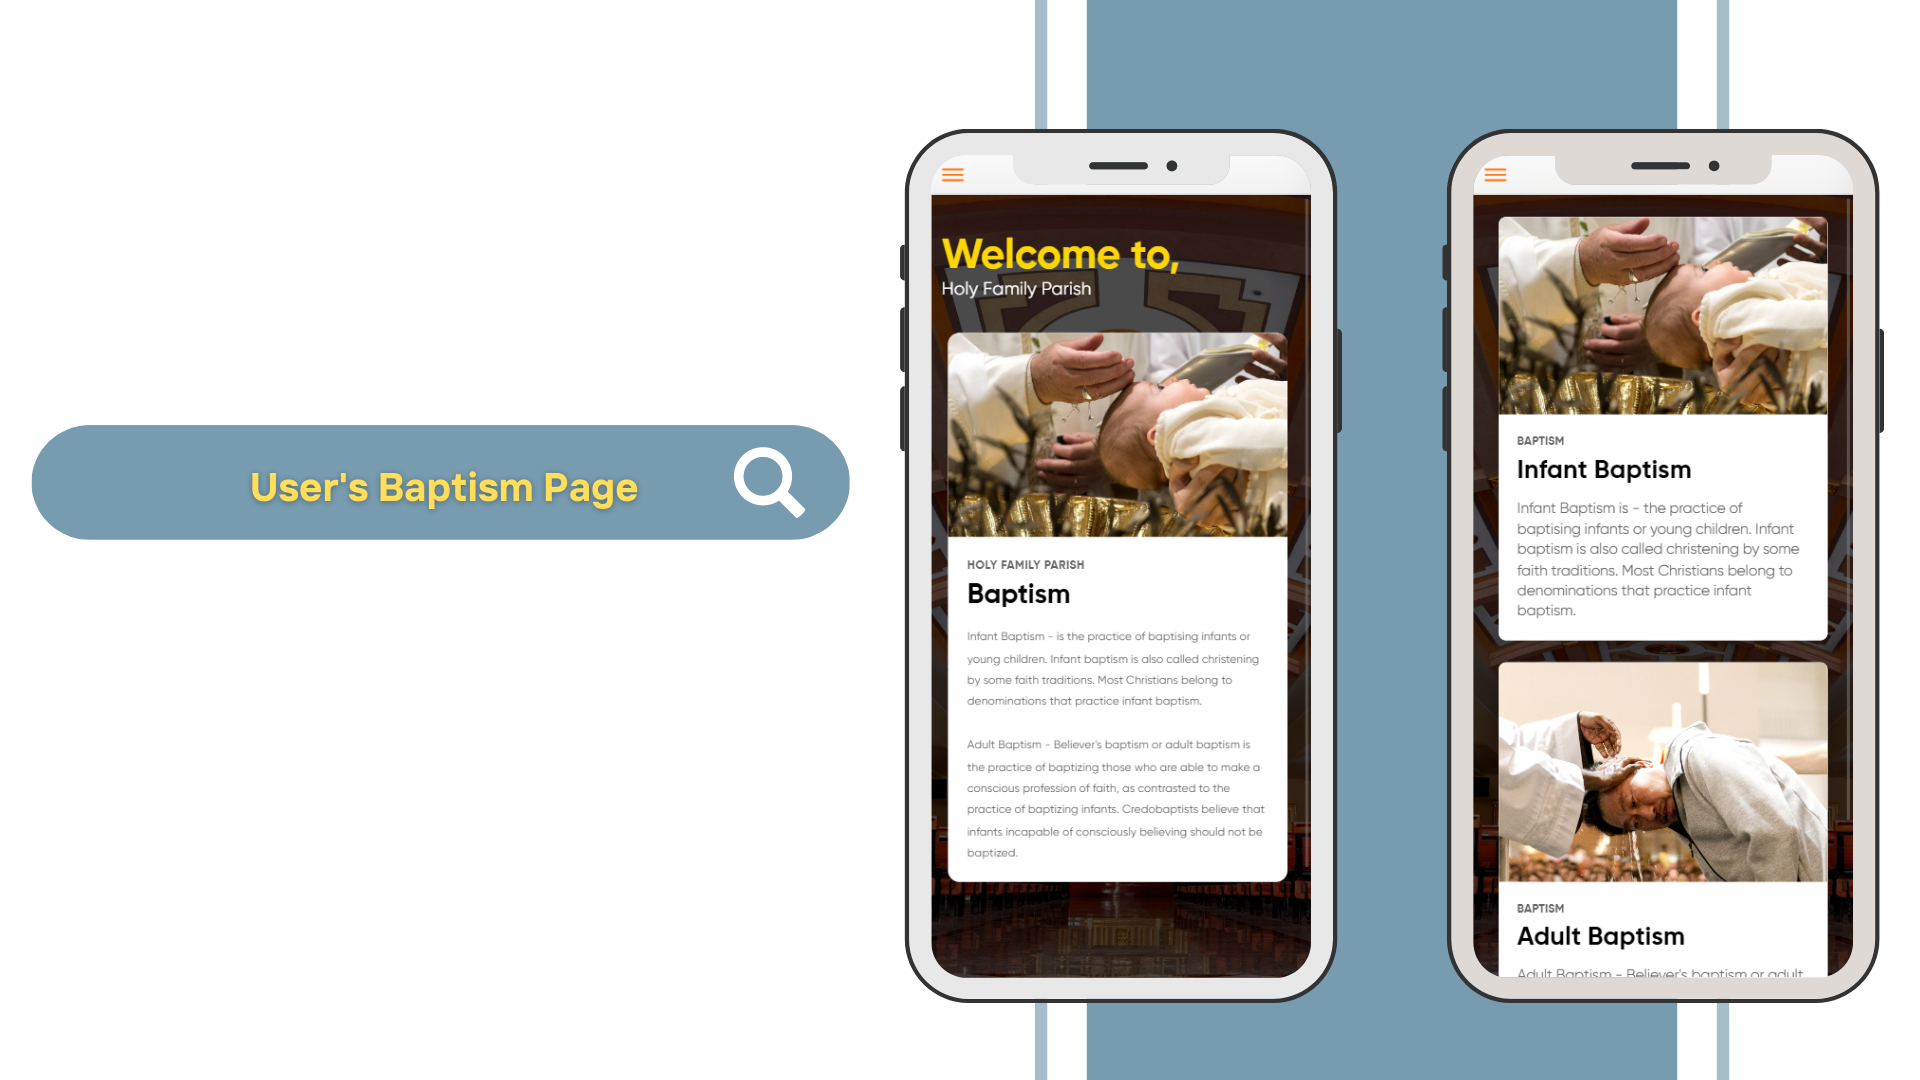 User's Baptism Page
Welcome to,
Holy Family Parish
HOLY FAMILY PARISH
Baptism
Infant Baptism - is the practice of baptising infants or
young children. Infant baptism is also called christening
by some faith traditions. Most Christians belong to
denominations that practice infant baptism.
Adult Baptism - Believer's baptism or adult baptism is
the practice of baptizing those who are able to make a
conscious profession of faith, as contrasted to the
practice of baptizing infants. Credobaptists believe that
infants incapable of consciously believing should not be
baptized.
BAPTISM
Infant Baptism
Infant Baptism is - the practice of
baptising infants or young children. Infant
baptism is also called christening by some
faith traditions. Most Christians belong to
denominations that practice infant
baptism.
BAPTISM
Adult Baptism
Adult Baptism - Believer's baptism or adult